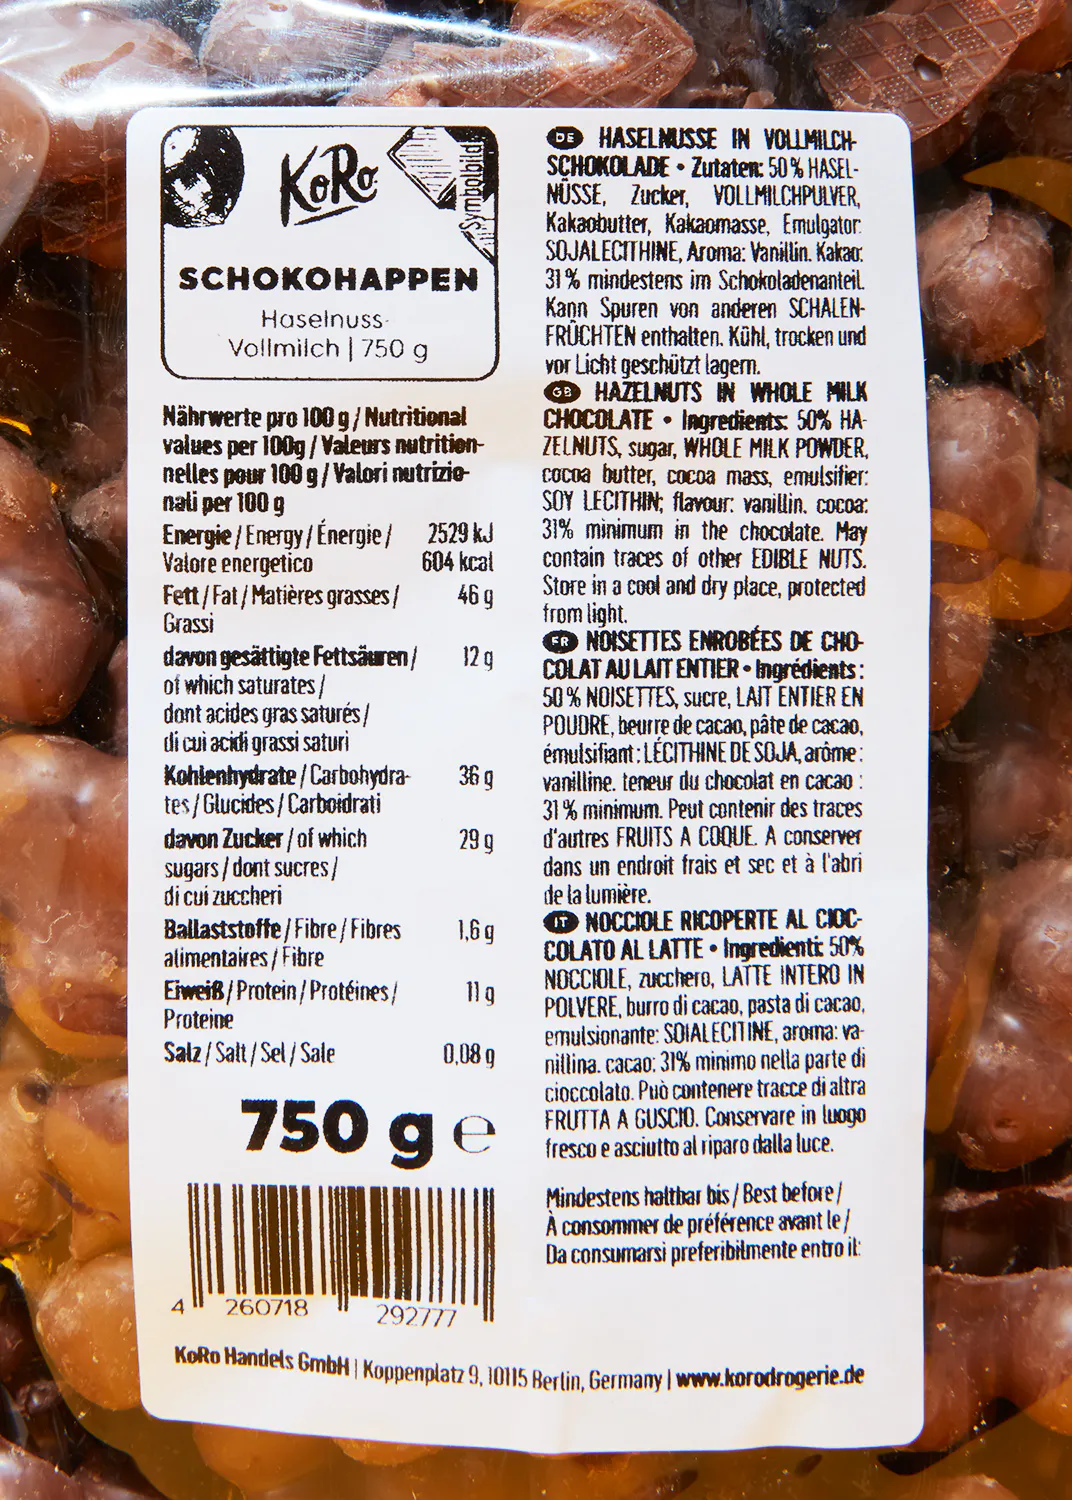 KoRo
Symbolbild
SCHOKOHAPPEN
Haselnuss-
Vollmilch | 750 g
Nährwerte pro 100 g / Nutritional
values per 100g / Valeurs nutrition-
nelles pour 100 g / Valori nutrizio-
nali per 100 g
Energie / Energy / Énergie / 2529 kJ
Valore energetico 604 kcal
Fett / Fat / Matières grasses / 46 g
Grassi
davon gesättigte Fettsäuren / 12 g
of which saturates /
dont acides gras saturés /
di cui acidi grassi saturi
Kohlenhydrate / Carbohydra- 36 g
tes / Glucides / Carboidrati
davon Zucker / of which 29 g
sugars / dont sucres /
di cui zuccheri
Ballaststoffe / Fibre / Fibres 1,6 g
alimentaires / Fibre
Eiweiß / Protein / Protéines / 11 g
Proteine
Salz / Salt / Sel / Sale 0,08 g
750 g e
4 260718 292777
DE HASELNÜSSE IN VOLLMILCH-
SCHOKOLADE • Zutaten: 50 % HASEL-
NÜSSE, Zucker, VOLLMILCHPULVER,
Kakaobutter, Kakaomasse, Emulgator:
SOJALECITHINE, Aroma: Vanillin. Kakao:
31 % mindestens im Schokoladenanteil.
Kann Spuren von anderen SCHALEN-
FRÜCHTEN enthalten. Kühl, trocken und
vor Licht geschützt lagern.
GB HAZELNUTS IN WHOLE MILK
CHOCOLATE • Ingredients: 50% HA-
ZELNUTS, sugar, WHOLE MILK POWDER,
cocoa butter, cocoa mass, emulsifier:
SOY LECITHIN; flavour: vanillin. cocoa:
31% minimum in the chocolate. May
contain traces of other EDIBLE NUTS.
Store in a cool and dry place, protected
from light.
FR NOISETTES ENROBÉES DE CHO-
COLAT AU LAIT ENTIER • Ingrédients :
50 % NOISETTES, sucre, LAIT ENTIER EN
POUDRE, beurre de cacao, pâte de cacao,
émulsifiant : LÉCITHINE DE SOJA, arôme :
vanilline. teneur du chocolat en cacao :
31 % minimum. Peut contenir des traces
d'autres FRUITS A COQUE. A conserver
dans un endroit frais et sec et à l'abri
de la lumière.
IT NOCCIOLE RICOPERTE AL CIOC-
COLATO AL LATTE • Ingredienti: 50%
NOCCIOLE, zucchero, LATTE INTERO IN
POLVERE, burro di cacao, pasta di cacao,
emulsionante: SOIALECITINE, aroma: va-
nillina. cacao: 31% minimo nella parte di
cioccolato. Può contenere tracce di altra
FRUTTA A GUSCIO. Conservare in luogo
fresco e asciutto al riparo dalla luce.
Mindestens haltbar bis / Best before /
À consommer de préférence avant le /
Da consumarsi preferibilmente entro il:
KoRo Handels GmbH | Koppenplatz 9, 10115 Berlin, Germany | www.korodrogerie.de